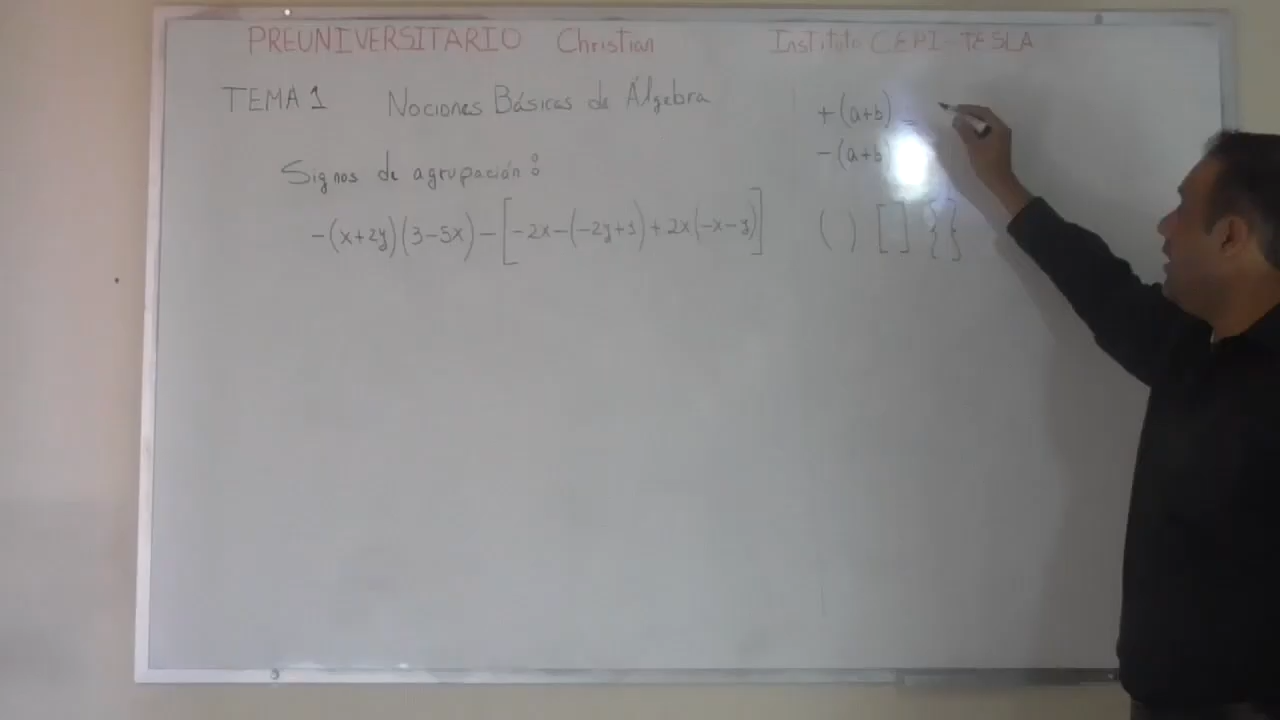 PREUNIVERSITARIO Christian Instituto CEPI-TESLA
TEMA 1 Nociones Básicas de Álgebra
+(a+b) =
-(a+b)
Signos de agrupación:
-(x+2y)(3-5x)-[-2x-(-2y+1)+2x(-x-y)]
( ) [ ] { }